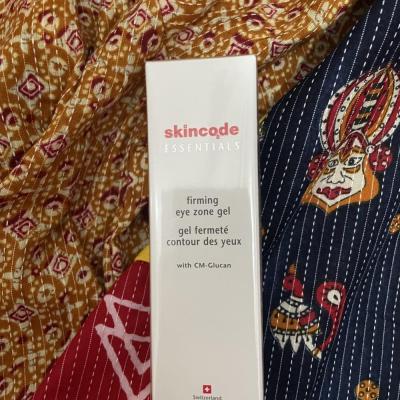 skincode
ESSENTIALS
firming
eye zone gel
gel fermeté
contour des yeux
with CM-Glucan
Switzerland